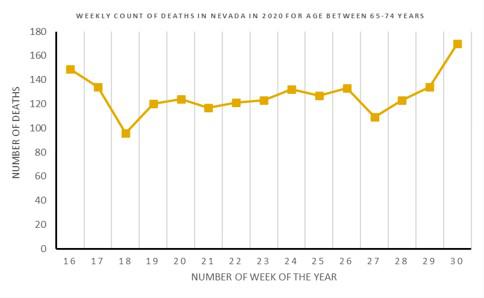 WEEKLY COUNT OF DEATHS IN NEVADA IN 2020 FOR AGE BETWEEN 65-74 YEARS
NUMBER OF DEATHS
180
160
140
120
100
80
60
40
20
0
16 17 18 19 20 21 22 23 24 25 26 27 28 29 30
NUMBER OF WEEK OF THE YEAR